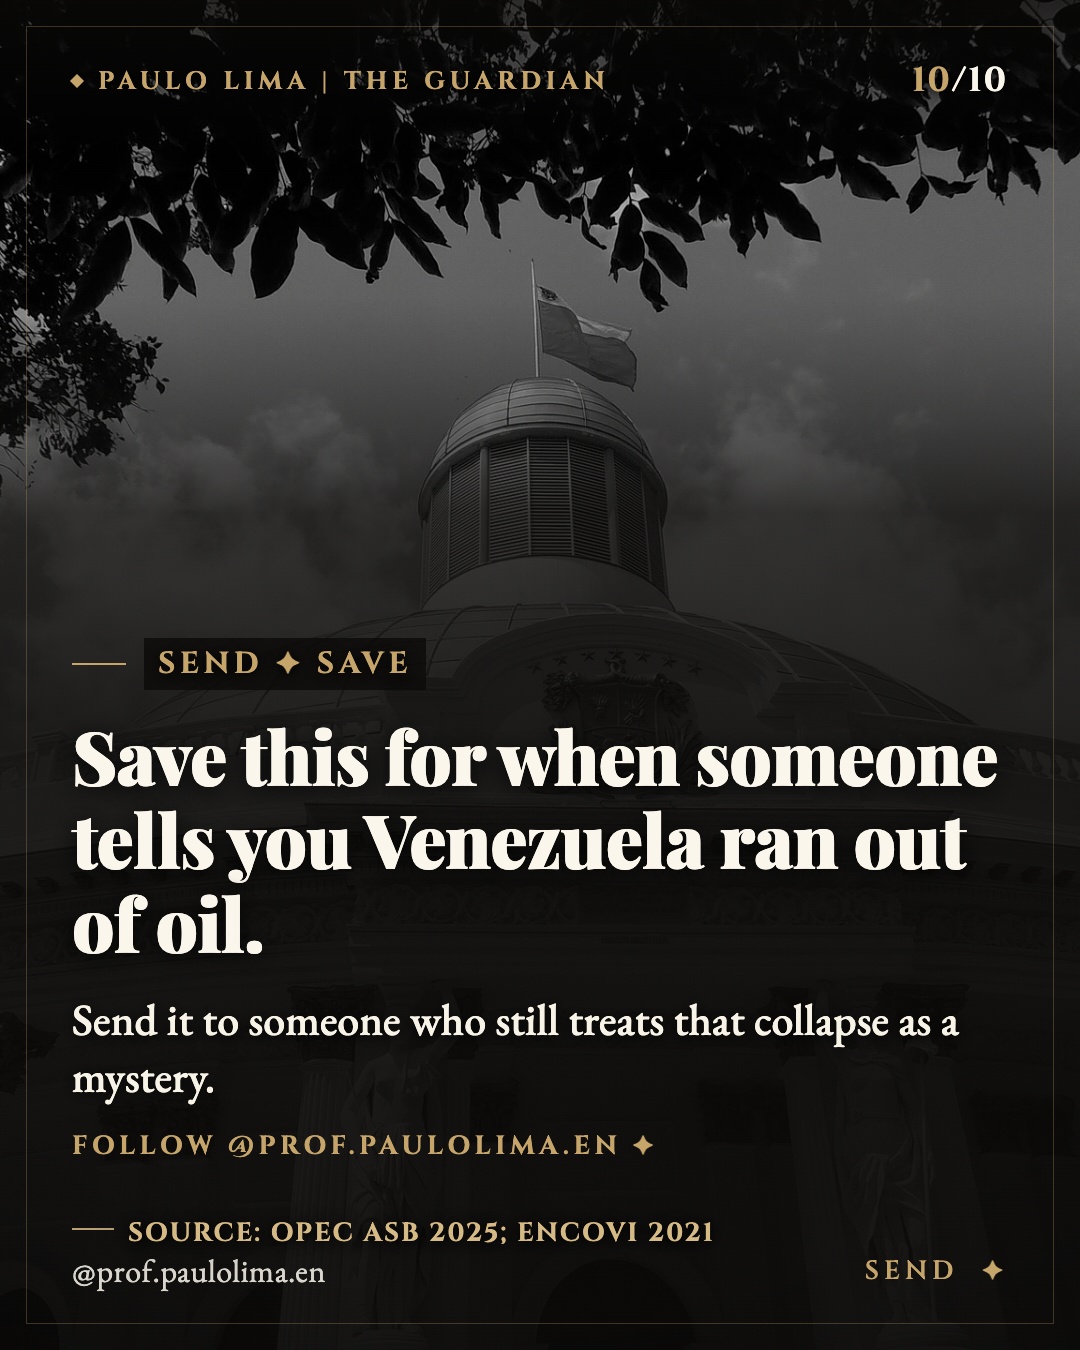 ◆ PAULO LIMA | THE GUARDIAN
10/10
SEND ✦ SAVE
Save this for when someone
tells you Venezuela ran out
of oil.
Send it to someone who still treats that collapse as a
mystery.
FOLLOW @PROF.PAULOLIMA.EN ✦
SOURCE: OPEC ASB 2025; ENCOVI 2021
@prof.paulolima.en
SEND ✦